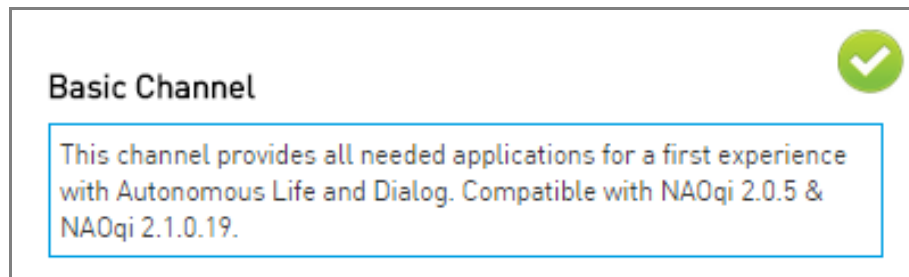 Basic Channel
This channel provides all needed applications for a first experience
with Autonomous Life and Dialog. Compatible with NAOqi 2.0.5 &
NAOqi 2.1.0.19.